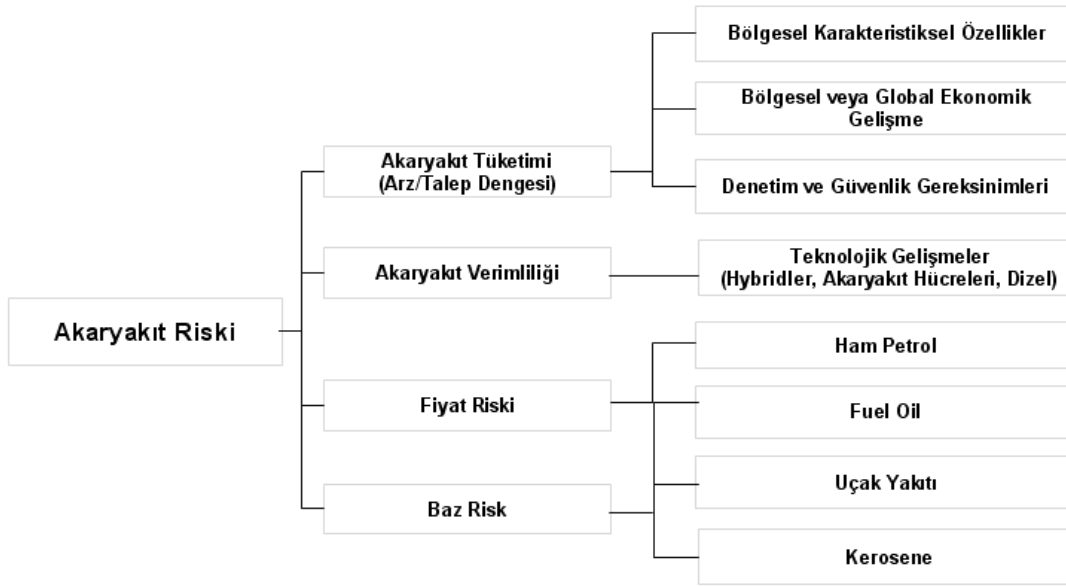 Akaryakıt Riski
Akaryakıt Tüketimi
(Arz/Talep Dengesi)
Akaryakıt Verimliliği
Fiyat Riski
Baz Risk
Bölgesel Karakteristiksel Özellikler
Bölgesel veya Global Ekonomik
Gelişme
Denetim ve Güvenlik Gereksinimleri
Teknolojik Gelişmeler
(Hybridler, Akaryakıt Hücreleri, Dizel)
Ham Petrol
Fuel Oil
Uçak Yakıtı
Kerosene